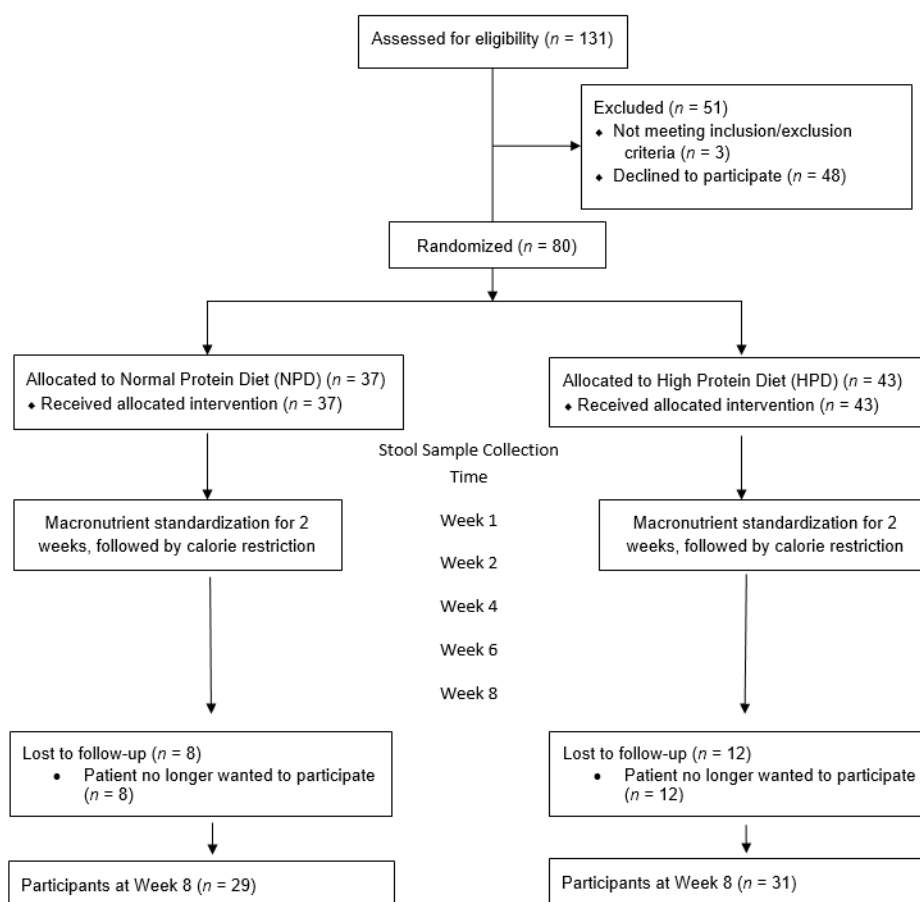 Assessed for eligibility (n = 131)
Excluded (n = 51)
⬥ Not meeting inclusion/exclusion
criteria (n = 3)
⬥ Declined to participate (n = 48)
Randomized (n = 80)
Allocated to Normal Protein Diet (NPD) (n = 37)
⬥ Received allocated intervention (n = 37)
Allocated to High Protein Diet (HPD) (n = 43)
⬥ Received allocated intervention (n = 43)
Stool Sample Collection
Time
Week 1
Week 2
Week 4
Week 6
Week 8
Macronutrient standardization for 2
weeks, followed by calorie restriction
Macronutrient standardization for 2
weeks, followed by calorie restriction
Lost to follow-up (n = 8)
• Patient no longer wanted to participate
(n = 8)
Lost to follow-up (n = 12)
• Patient no longer wanted to participate
(n = 12)
Participants at Week 8 (n = 29)
Participants at Week 8 (n = 31)